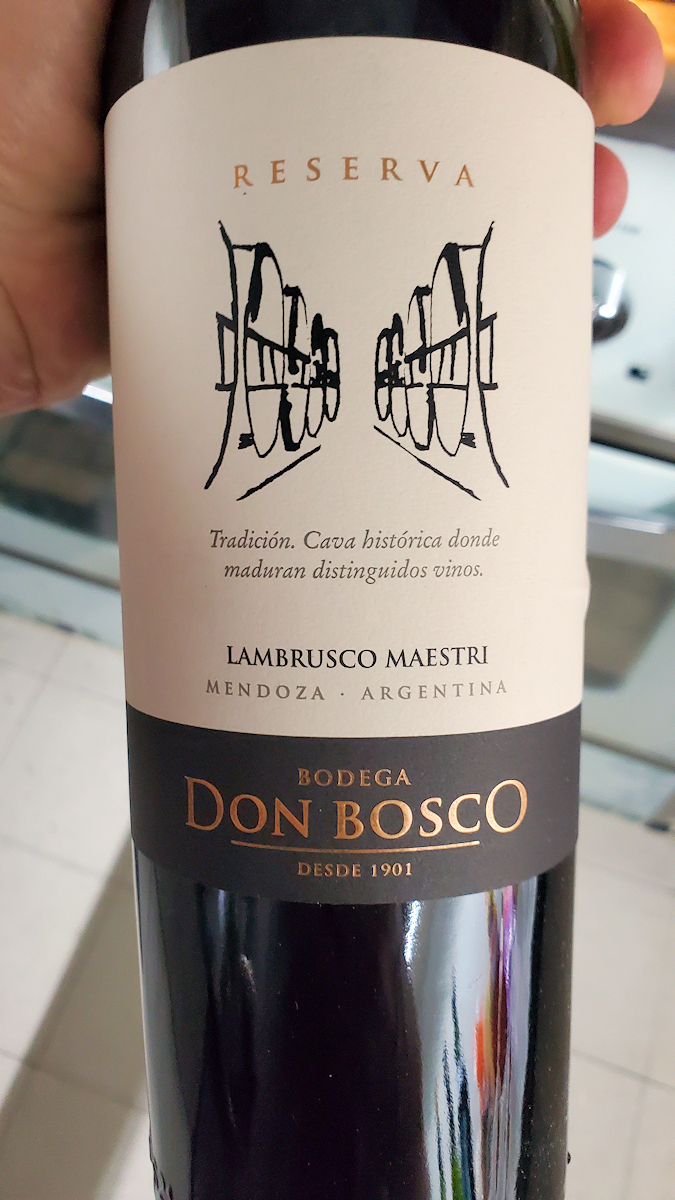 RESERVA
Tradición. Cava histórica donde
maduran distinguidos vinos.
LAMBRUSCO MAESTRI
MENDOZA · ARGENTINA
BODEGA
DON BOSCO
DESDE 1901